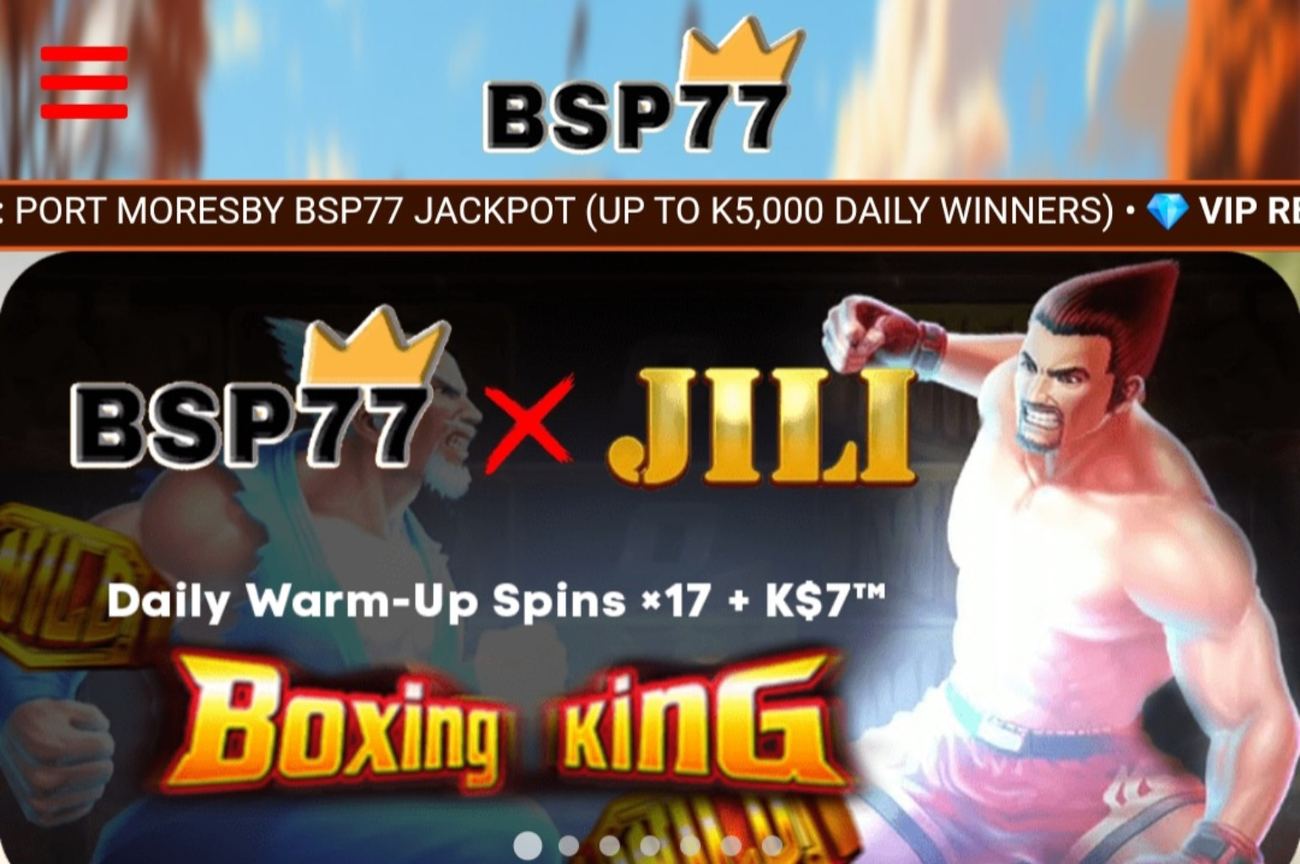 BSP77
: PORT MORESBY BSP77 JACKPOT (UP TO K5,000 DAILY WINNERS) • 💎 VIP RE
BSP77 X JILI
Daily Warm-Up Spins ×17 + K$7™
Boxing King